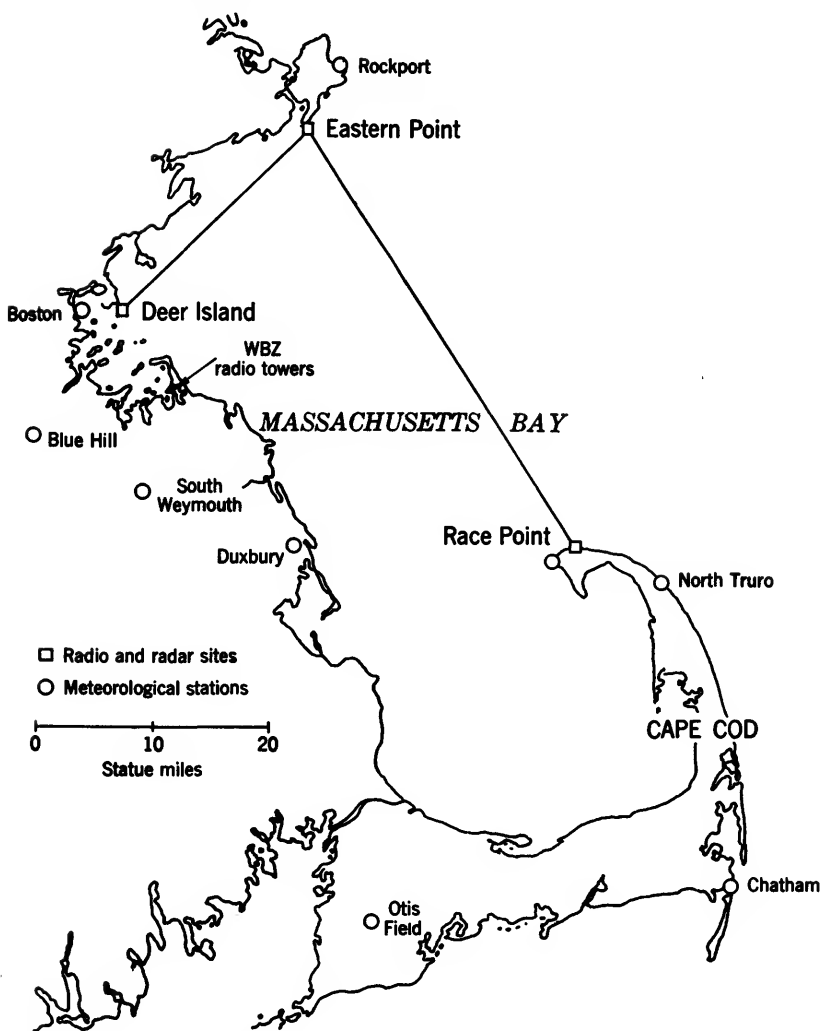 Rockport
Eastern Point
Boston
Deer Island
WBZ
radio towers
MASSACHUSETTS BAY
Blue Hill
South
Weymouth
Race Point
Duxbury
North Truro
Radio and radar sites
Meteorological stations
CAPE COD
0 10 20
Statue miles
Chatham
Otis
Field